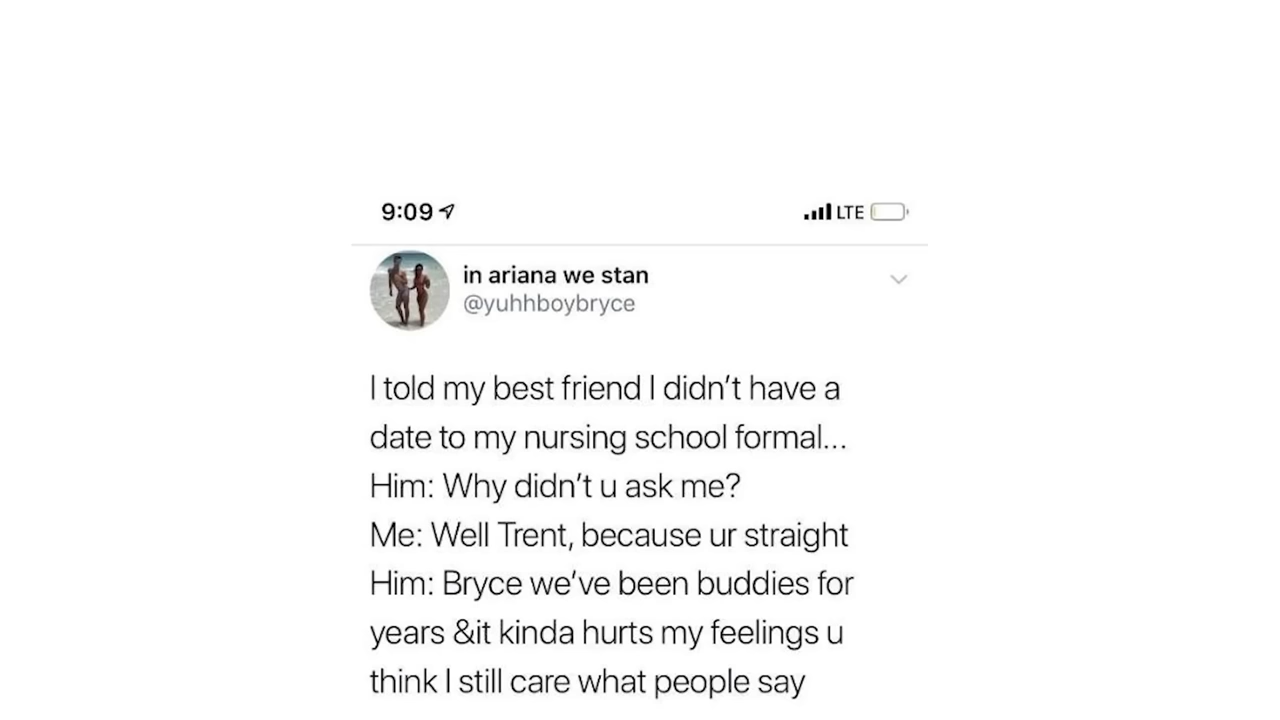 9:09
LTE
in ariana we stan
@yuhhboybryce
I told my best friend I didn’t have a
date to my nursing school formal...
Him: Why didn’t u ask me?
Me: Well Trent, because ur straight
Him: Bryce we’ve been buddies for
years &it kinda hurts my feelings u
think I still care what people say